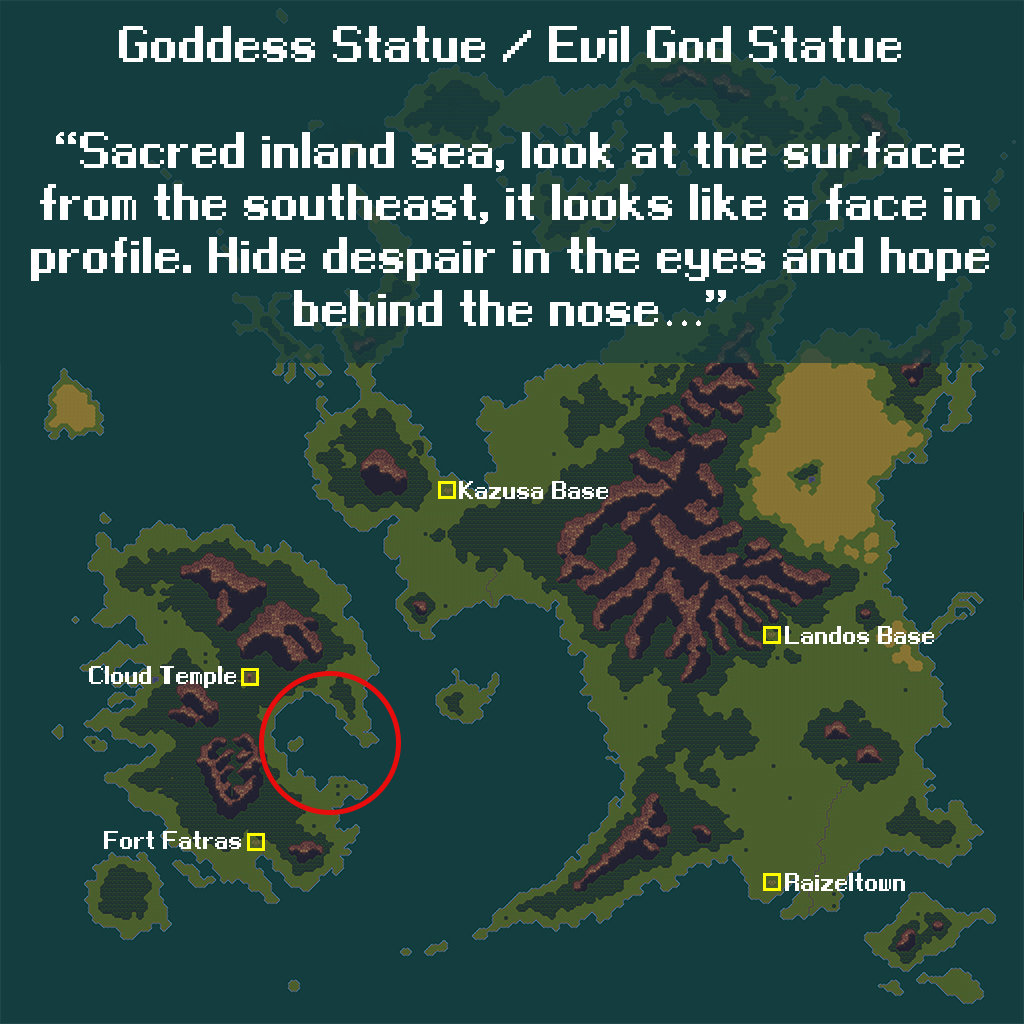 Goddess Statue / Evil God Statue
“Sacred inland sea, look at the surface
from the southeast, it looks like a face in
profile. Hide despair in the eyes and hope
behind the nose...”
Kazusa Base
Landos Base
Cloud Temple
Fort Fatras
Raizeltown